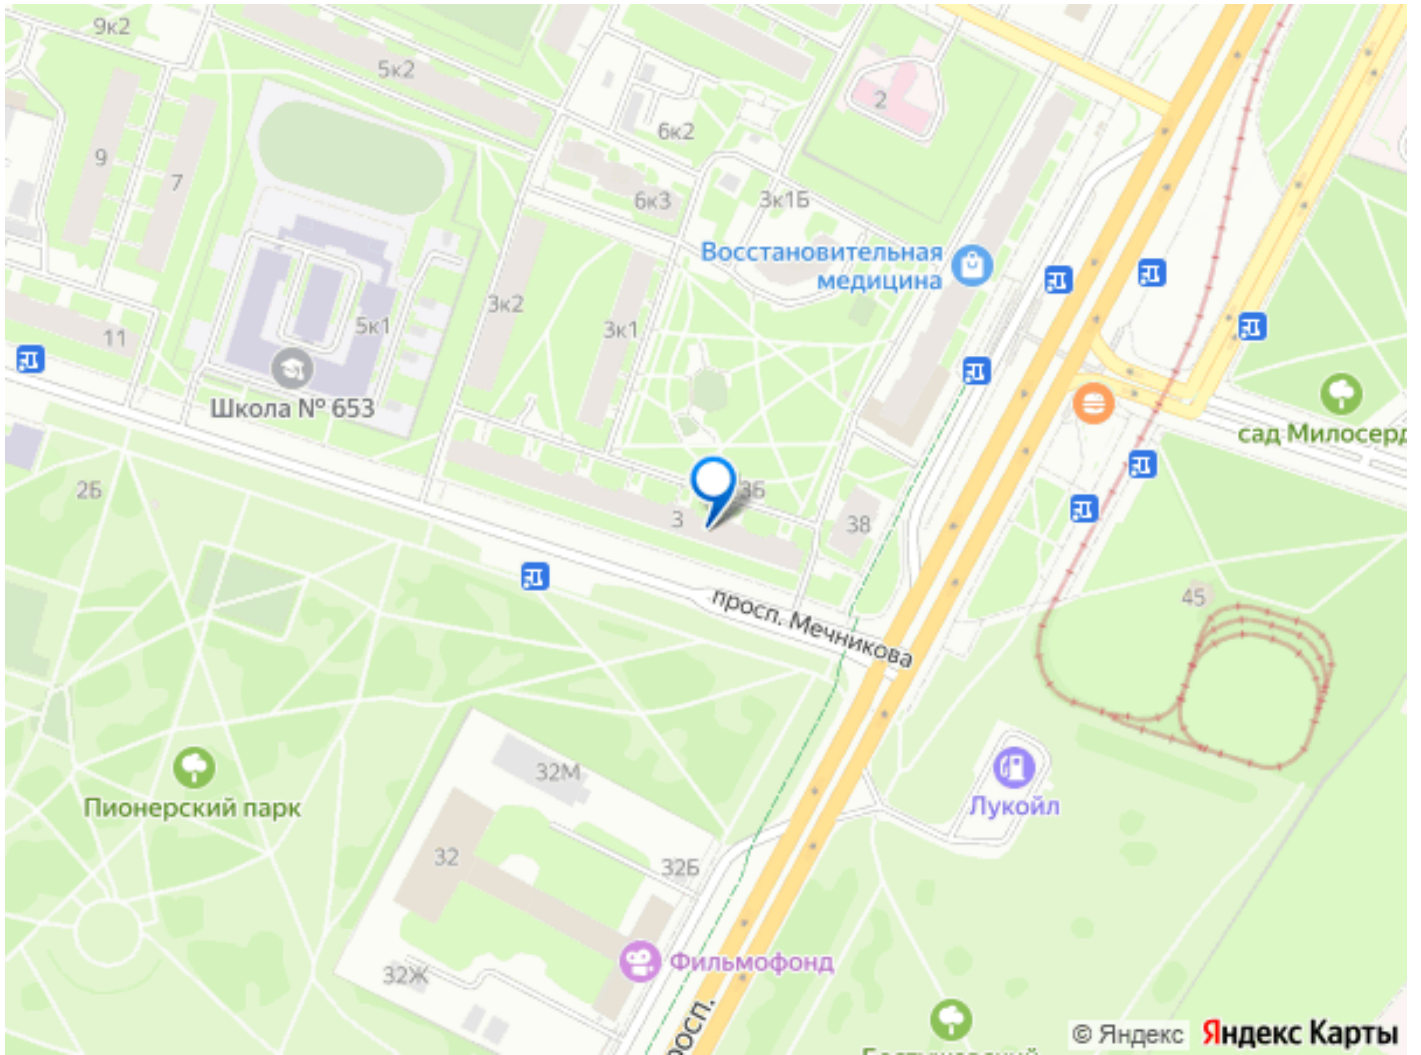 9к2
5к2
2
6к2
9
7
6к3
3к1Б
Восстановительная
медицина
3к2
5к1
3к1
11
Школа № 653
сад Милосерд
2Б
3Б
3
38
просп. Мечникова
45
Пионерский парк
32М
Лукойл
32
32Б
Фильмофонд
32Ж
росп.
© Яндекс
Яндекс Карты